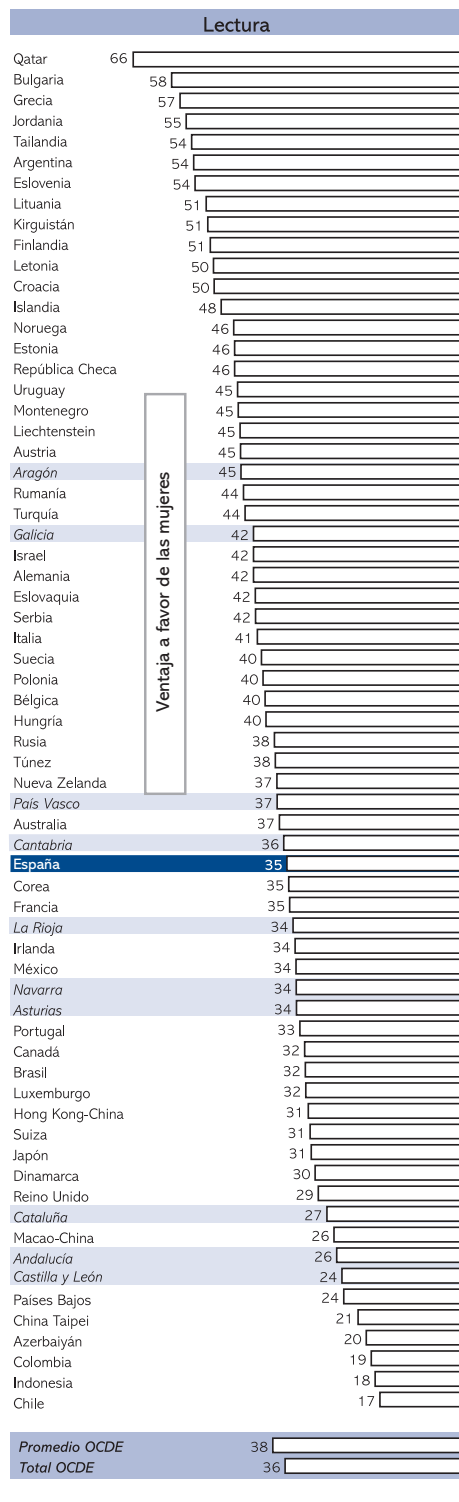 Lectura
Qatar 66
Bulgaria 58
Grecia 57
Jordania 55
Tailandia 54
Argentina 54
Eslovenia 54
Lituania 51
Kirguistán 51
Finlandia 51
Letonia 50
Croacia 50
Islandia 48
Noruega 46
Estonia 46
República Checa 46
Uruguay 45
Montenegro 45
Liechtenstein 45
Austria 45
Aragón 45
Rumanía 44
Turquía 44
Galicia 42
Israel 42
Alemania 42
Eslovaquia 42
Serbia 42
Italia 41
Suecia 40
Polonia 40
Bélgica 40
Hungría 40
Rusia 38
Túnez 38
Nueva Zelanda 37
País Vasco 37
Australia 37
Cantabria 36
España 35
Corea 35
Francia 35
La Rioja 34
Irlanda 34
México 34
Navarra 34
Asturias 34
Portugal 33
Canadá 32
Brasil 32
Luxemburgo 32
Hong Kong-China 31
Suiza 31
Japón 31
Dinamarca 30
Reino Unido 29
Cataluña 27
Macao-China 26
Andalucía 26
Castilla y León 24
Países Bajos 24
China Taipei 21
Azerbaiyán 20
Colombia 19
Indonesia 18
Chile 17
Ventaja a favor de las mujeres
Promedio OCDE 38
Total OCDE 36